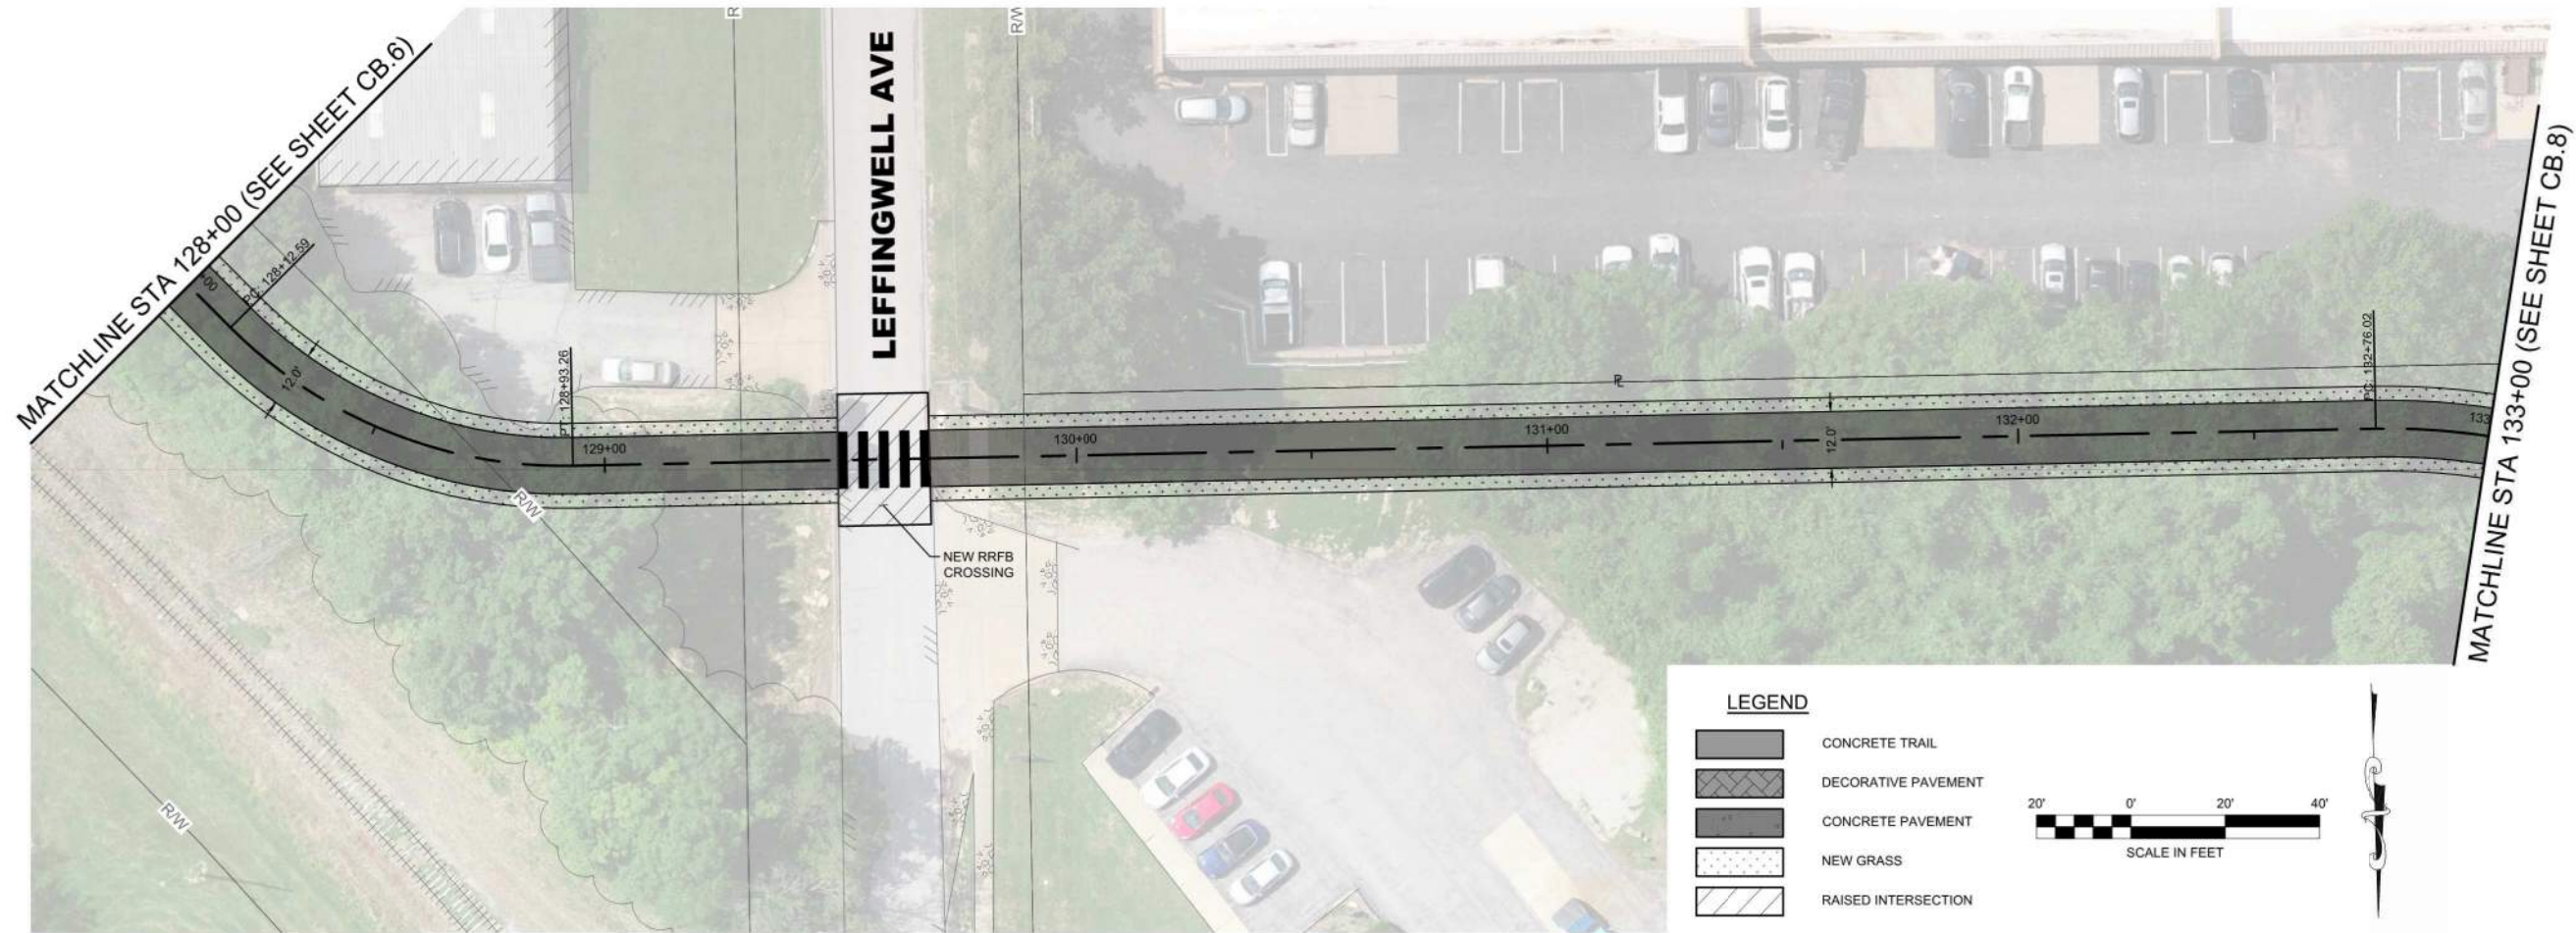 R
R/W
LEFFINGWELL AVE
MATCHLINE STA 128+00 (SEE SHEET CB.6)
MATCHLINE STA 133+00 (SEE SHEET CB.8)
+00
PC: 128+12.59
12.0'
PT: 128+93.26
129+00
130+00
131+00
12.0'
132+00
PC: 132+76.02
133
PL
R/W
NEW RRFB
CROSSING
R/W
LEGEND
CONCRETE TRAIL
DECORATIVE PAVEMENT
CONCRETE PAVEMENT
NEW GRASS
RAISED INTERSECTION
20' 0' 20' 40'
SCALE IN FEET